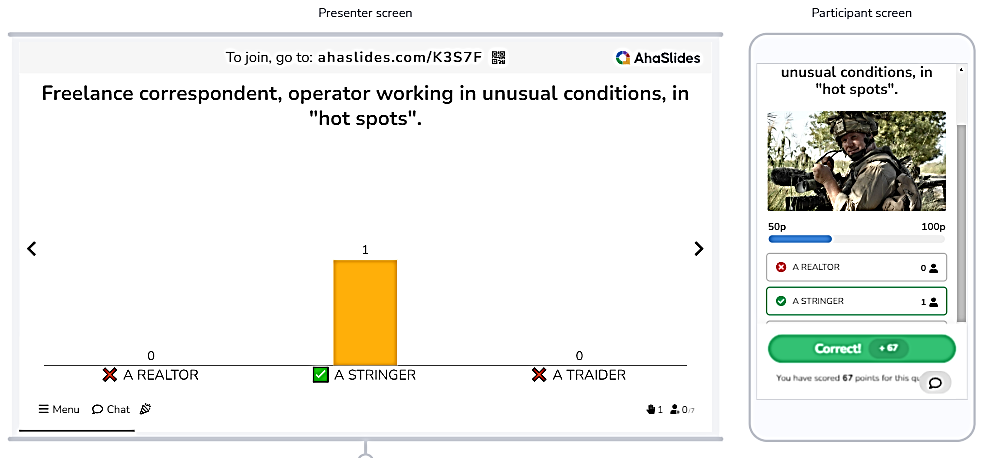 Presenter screen
Participant screen
To join, go to: ahaslides.com/K3S7F
AhaSlides
Freelance correspondent, operator working in unusual conditions, in
"hot spots".
1
0
0
A REALTOR
A STRINGER
A TRAIDER
Menu
Chat
1
0/7
unusual conditions, in
"hot spots".
50p
100p
A REALTOR
0
A STRINGER
1
Correct!
+ 67
You have scored 67 points for this qu